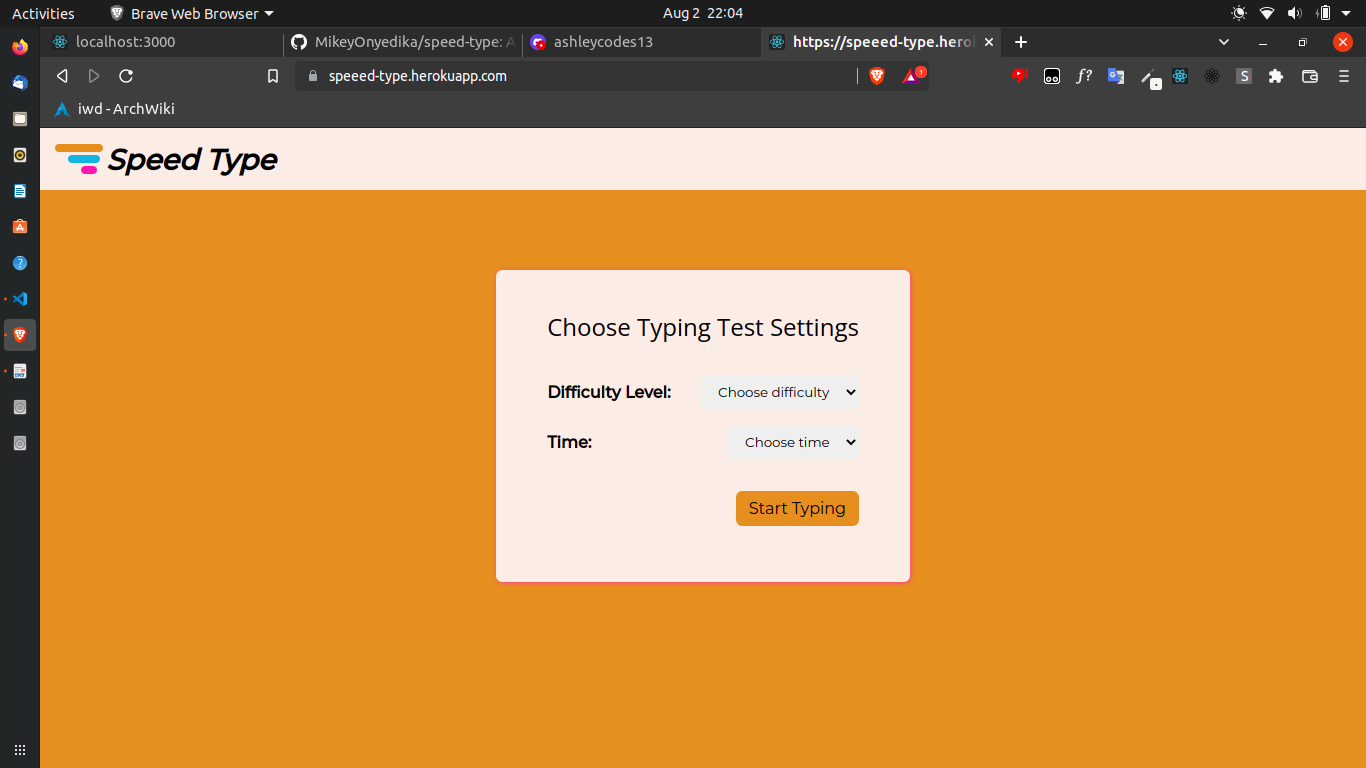 Activities
Brave Web Browser
Aug 2 22:04
localhost:3000
MikeyOnyedika/speed-type: A
ashleycodes13
https://speeed-type.hero
speeed-type.herokuapp.com
1
f?
S
iwd - ArchWiki
Speed Type
Choose Typing Test Settings
Difficulty Level:
Choose difficulty
Time:
Choose time
Start Typing